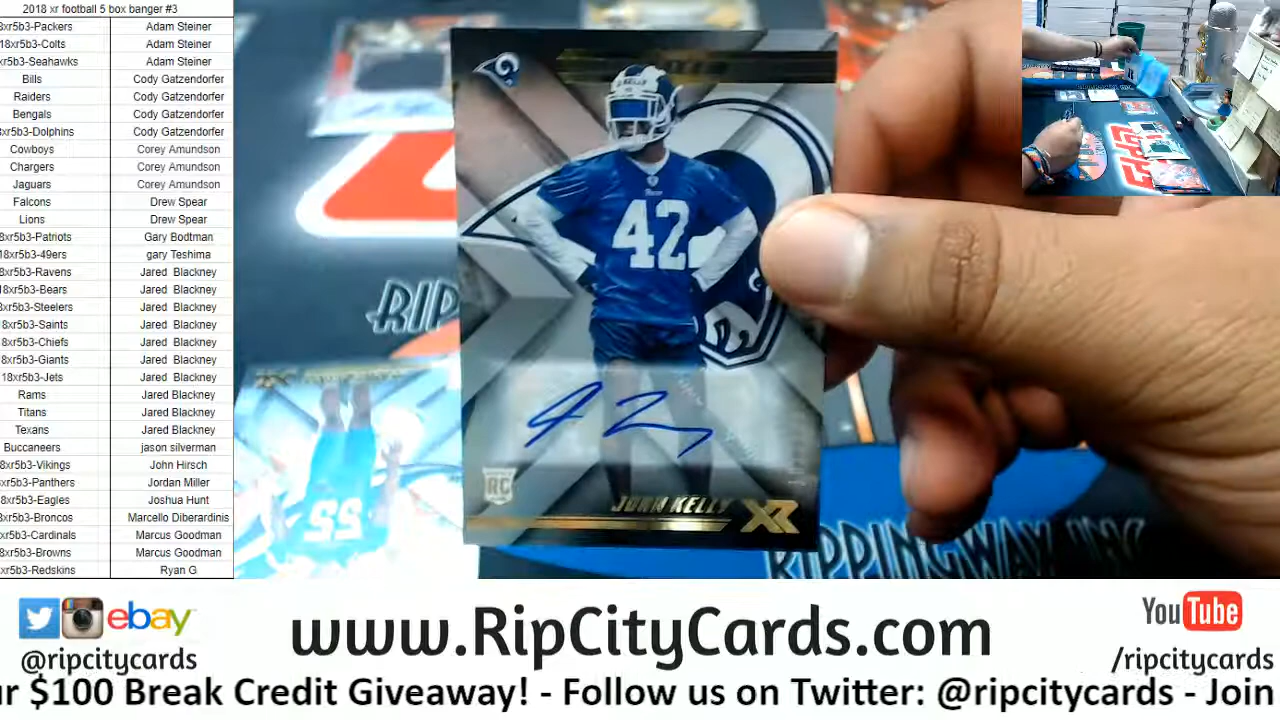 2018 xr football 5 box banger #3
8xr5b3-Packers Adam Steiner
18xr5b3-Colts Adam Steiner
xr5b3-Seahawks Adam Steiner
Bills Cody Gatzendorfer
Raiders Cody Gatzendorfer
Bengals Cody Gatzendorfer
8xr5b3-Dolphins Cody Gatzendorfer
Cowboys Corey Amundson
Chargers Corey Amundson
Jaguars Corey Amundson
Falcons Drew Spear
Lions Drew Spear
8xr5b3-Patriots Gary Bodtman
18xr5b3-49ers gary Teshima
8xr5b3-Ravens Jared Blackney
18xr5b3-Bears Jared Blackney
8xr5b3-Steelers Jared Blackney
8xr5b3-Saints Jared Blackney
8xr5b3-Chiefs Jared Blackney
8xr5b3-Giants Jared Blackney
18xr5b3-Jets Jared Blackney
Rams Jared Blackney
Titans Jared Blackney
Texans Jared Blackney
Buccaneers jason silverman
8xr5b3-Vikings John Hirsch
xr5b3-Panthers Jordan Miller
8xr5b3-Eagles Joshua Hunt
8xr5b3-Broncos Marcello Diberardinis
xr5b3-Cardinals Marcus Goodman
8xr5b3-Browns Marcus Goodman
xr5b3-Redskins Ryan G
42
RC
JOHN KELLY XR
RIP
55
RIPPINGWAX INC
ebay
@ripcitycards
www.RipCityCards.com
YouTube
/ripcitycards
ur $100 Break Credit Giveaway! - Follow us on Twitter: @ripcitycards - Join